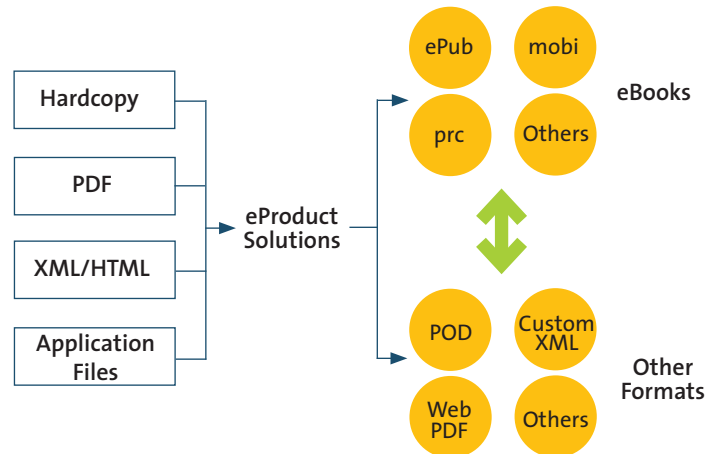 Hardcopy
PDF
XML/HTML
Application
Files
eProduct
Solutions
ePub
mobi
prc
Others
eBooks
POD
Custom
XML
Web
PDF
Others
Other
Formats